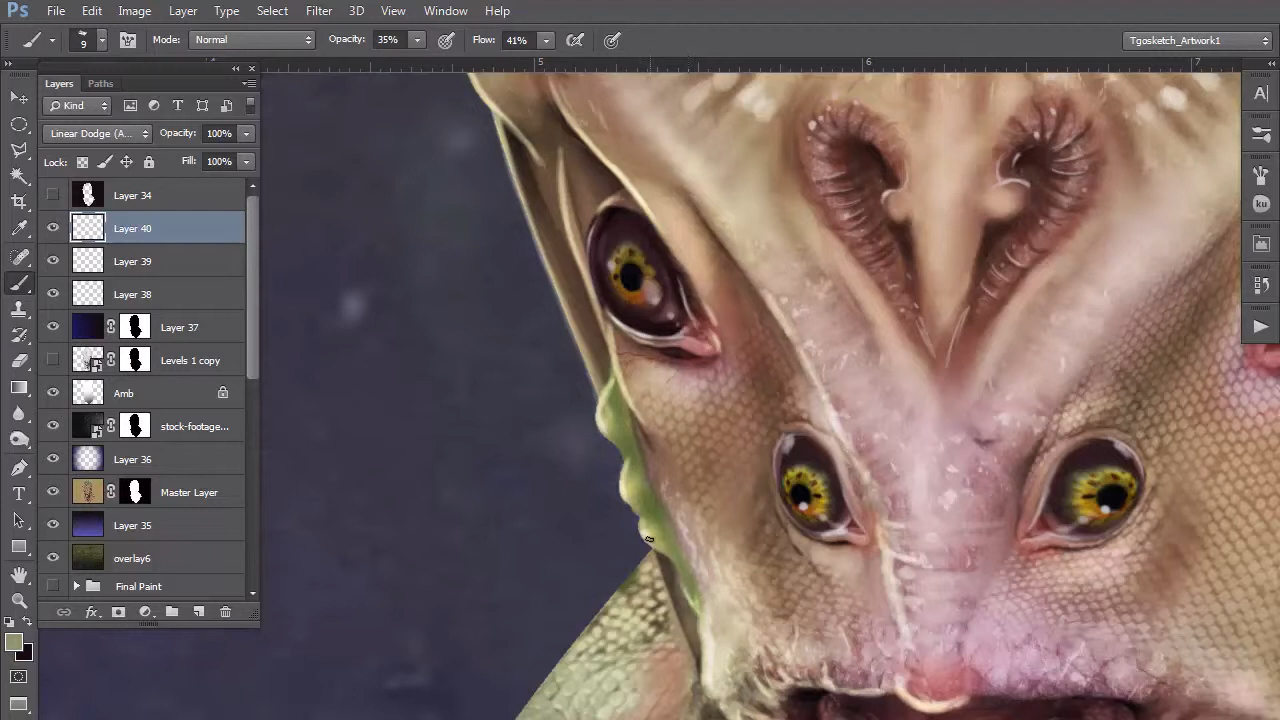 Ps File Edit Image Layer Type Select Filter 3D View Window Help
9 Mode: Normal Opacity: 35% Flow: 41% Tgosketch_Artwork1
Layers Paths
5 6 7
Kind
Linear Dodge (A... Opacity: 100%
Lock: Fill: 100%
Layer 34
Layer 40
Layer 39
Layer 38
Layer 37
Levels 1 copy
Amb
stock-footage...
Layer 36
Master Layer
Layer 35
overlay6
Final Paint
fx
A
ku
T